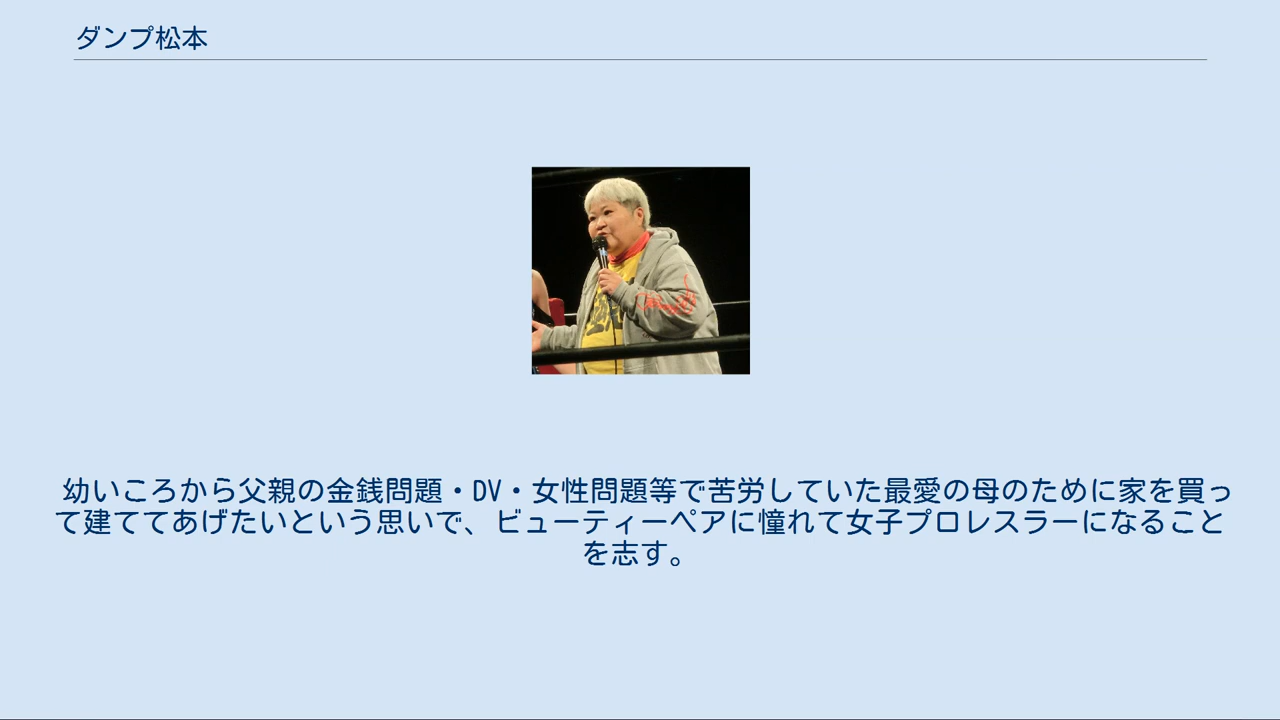 ダンプ松本
幼いころから父親の金銭問題・DV・女性問題等で苦労していた最愛の母のために家を買っ
て建ててあげたいという思いで、ビューティーペアに憧れて女子プロレスラーになること
を志す。